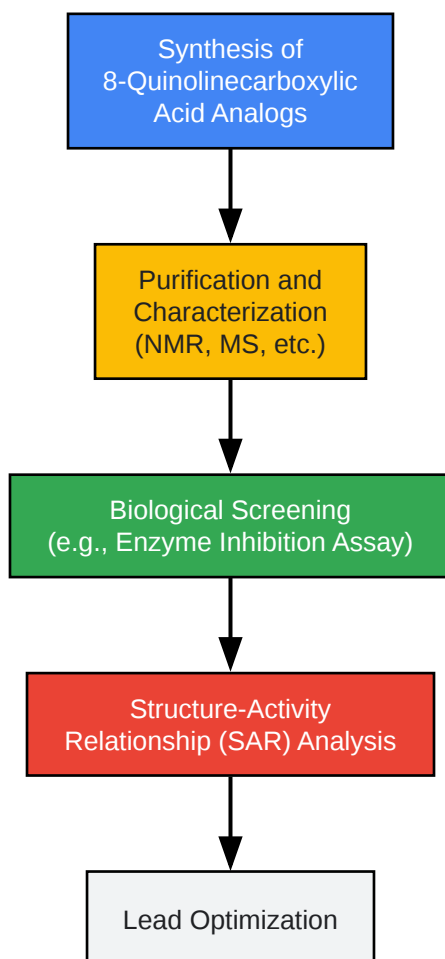 Synthesis of
8-Quinolinecarboxylic
Acid Analogs
Purification and
Characterization
(NMR, MS, etc.)
Biological Screening
(e.g., Enzyme Inhibition Assay)
Structure-Activity
Relationship (SAR) Analysis
Lead Optimization